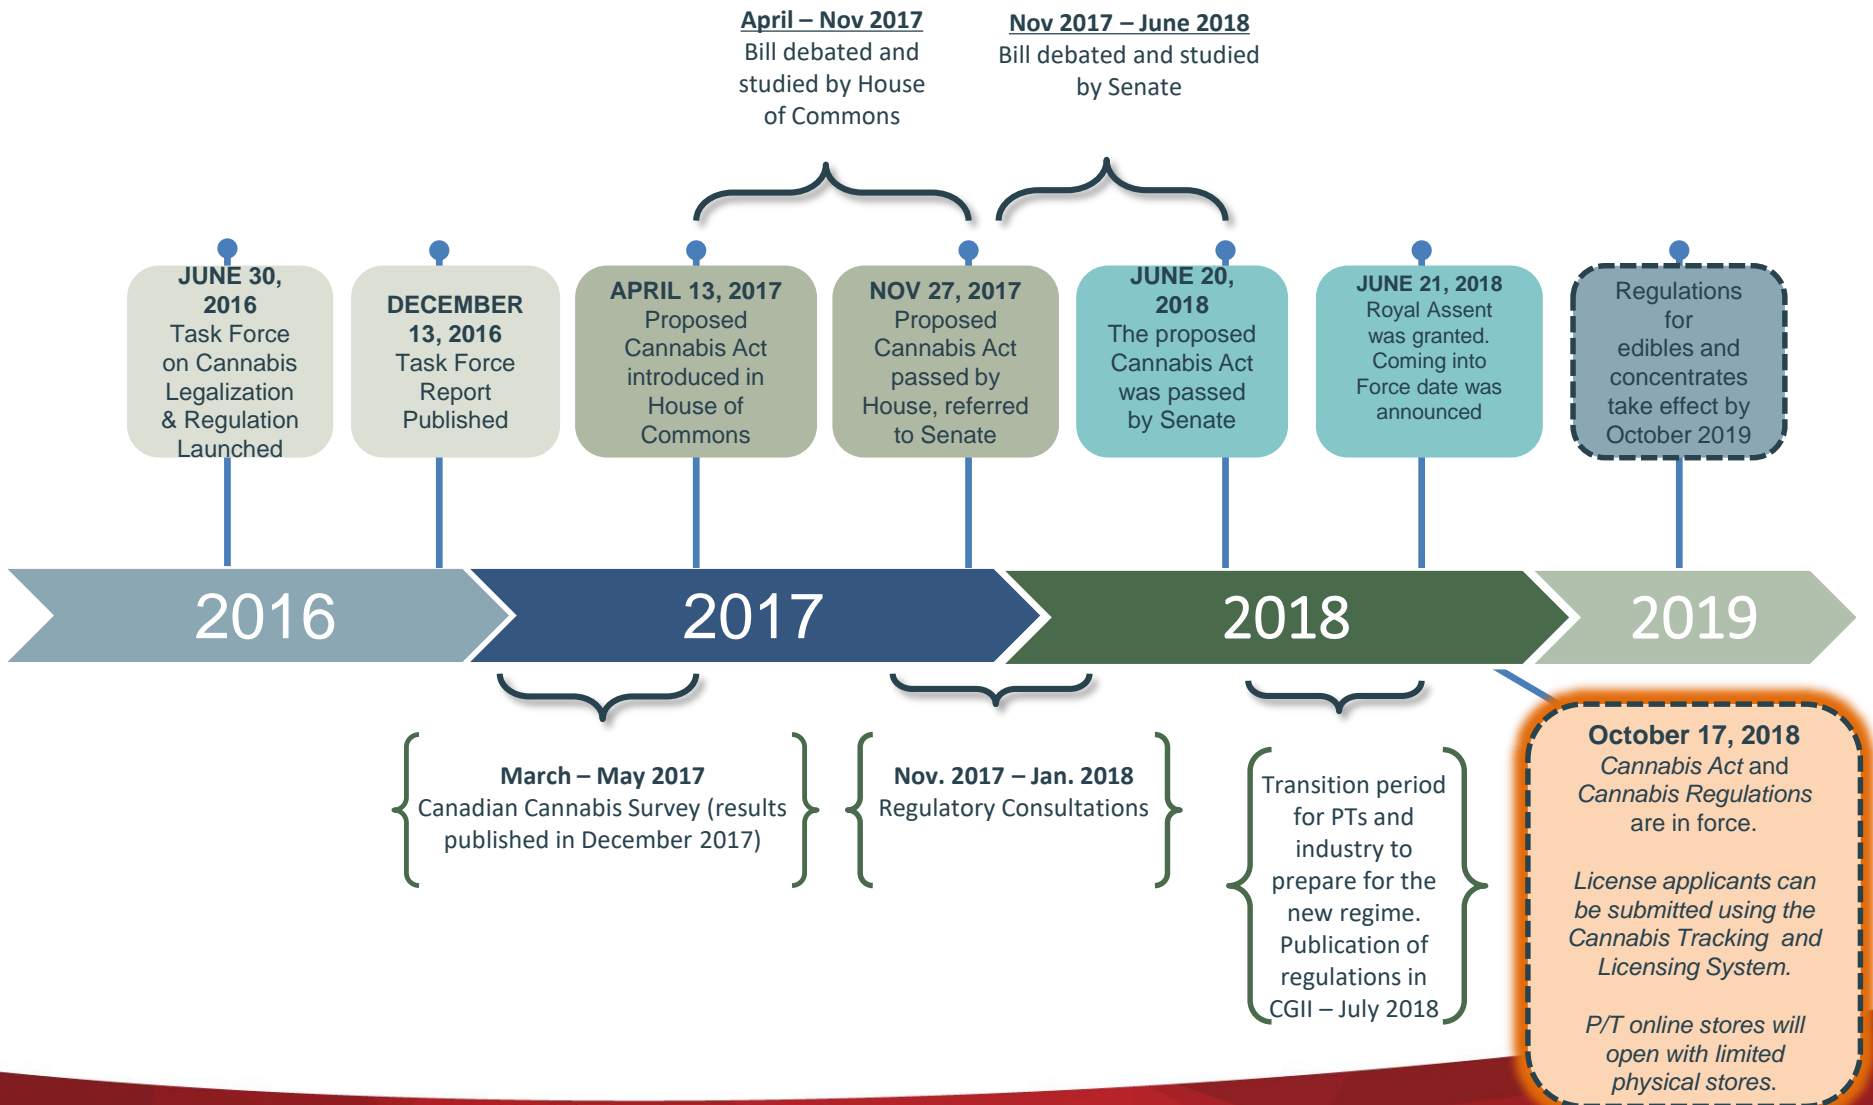 April – Nov 2017
Bill debated and
studied by House
of Commons
Nov 2017 – June 2018
Bill debated and studied
by Senate
JUNE 30,
2016
Task Force
on Cannabis
Legalization
& Regulation
Launched
DECEMBER
13, 2016
Task Force
Report
Published
APRIL 13, 2017
Proposed
Cannabis Act
introduced in
House of
Commons
NOV 27, 2017
Proposed
Cannabis Act
passed by
House, referred
to Senate
JUNE 20,
2018
The proposed
Cannabis Act
was passed
by Senate
JUNE 21, 2018
Royal Assent
was granted.
Coming into
Force date was
announced
Regulations
for
edibles and
concentrates
take effect by
October 2019
2016
2017
2018
2019
March – May 2017
Canadian Cannabis Survey (results
published in December 2017)
Nov. 2017 – Jan. 2018
Regulatory Consultations
Transition period
for PTs and
industry to
prepare for the
new regime.
Publication of
regulations in
CGII – July 2018
October 17, 2018
Cannabis Act and
Cannabis Regulations
are in force.
License applicants can
be submitted using the
Cannabis Tracking and
Licensing System.
P/T online stores will
open with limited
physical stores.